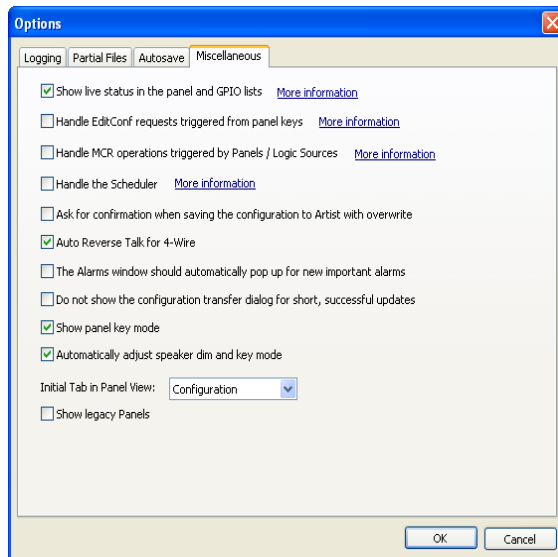 Options
Logging Partial Files Autosave Miscellaneous
Show live status in the panel and GPIO lists More information
Handle EditConf requests triggered from panel keys More information
Handle MCR operations triggered by Panels / Logic Sources More information
Handle the Scheduler More information
Ask for confirmation when saving the configuration to Artist with overwrite
Auto Reverse Talk for 4-Wire
The Alarms window should automatically pop up for new important alarms
Do not show the configuration transfer dialog for short, successful updates
Show panel key mode
Automatically adjust speaker dim and key mode
Initial Tab in Panel View: Configuration
Show legacy Panels
OK Cancel